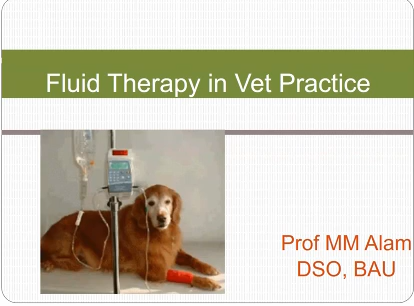 Fluid Therapy in Vet Practice
Prof MM Alam
DSO, BAU